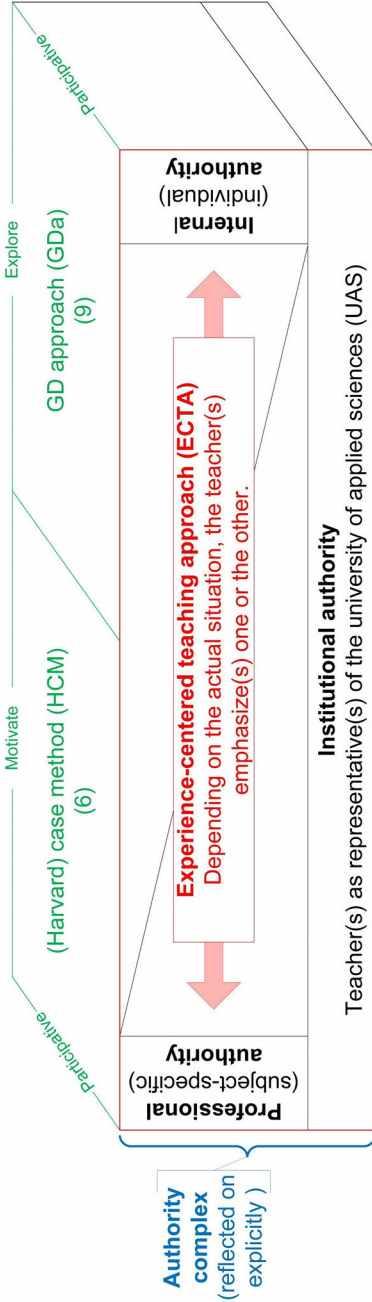 Motivate
Explore
Participative
(Harvard) case method (HCM)
(6)
GD approach (GDa)
(9)
Participative
Authority
complex
(reflected on
explicitly )
Professional
(subject-specific)
authority
Experience-centered teaching approach (ECTA)
Depending on the actual situation, the teacher(s)
emphasize(s) one or the other.
Internal
(individual)
authority
Institutional authority
Teacher(s) as representative(s) of the university of applied sciences (UAS)